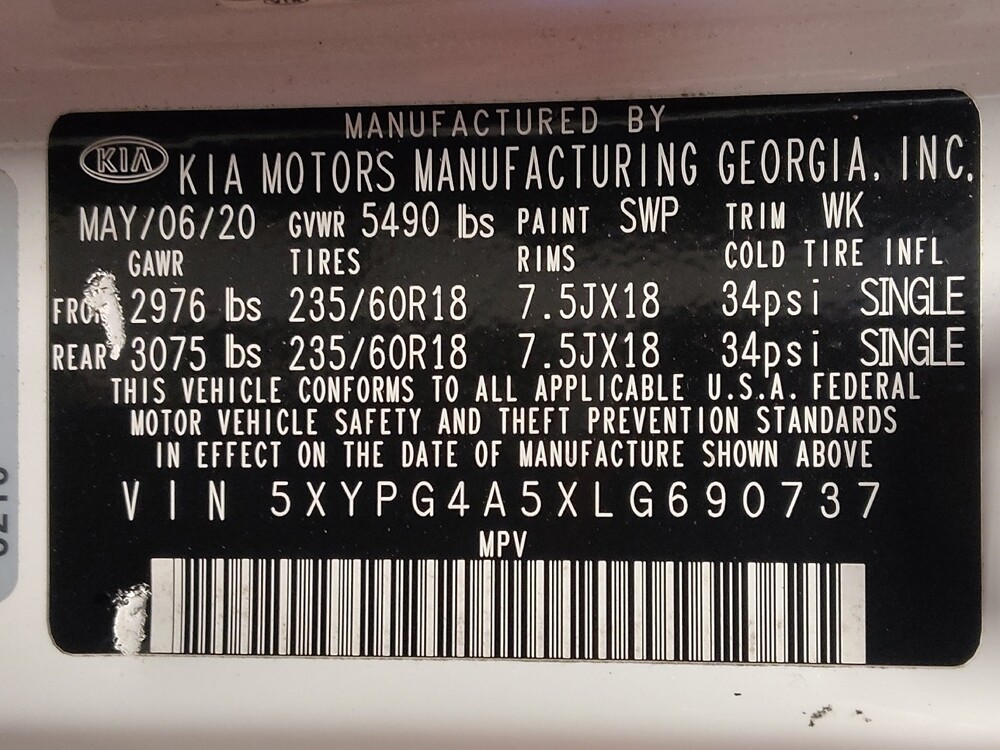 MANUFACTURED BY
KIA KIA MOTORS MANUFACTURING GEORGIA, INC.
MAY/06/20 GVWR 5490 lbs PAINT SWP TRIM WK
GAWR TIRES RIMS COLD TIRE INFL
2976 lbs 235/60R18 7.5JX18 34psi SINGLE
REAR 3075 lbs 235/60R18 7.5JX18 34psi SINGLE
THIS VEHICLE CONFORMS TO ALL APPLICABLE U.S.A. FEDERAL
MOTOR VEHICLE SAFETY AND THEFT PREVENTION STANDARDS
IN EFFECT ON THE DATE OF MANUFACTURE SHOWN ABOVE
VIN 5XYPG4A5XLG690737
MPV